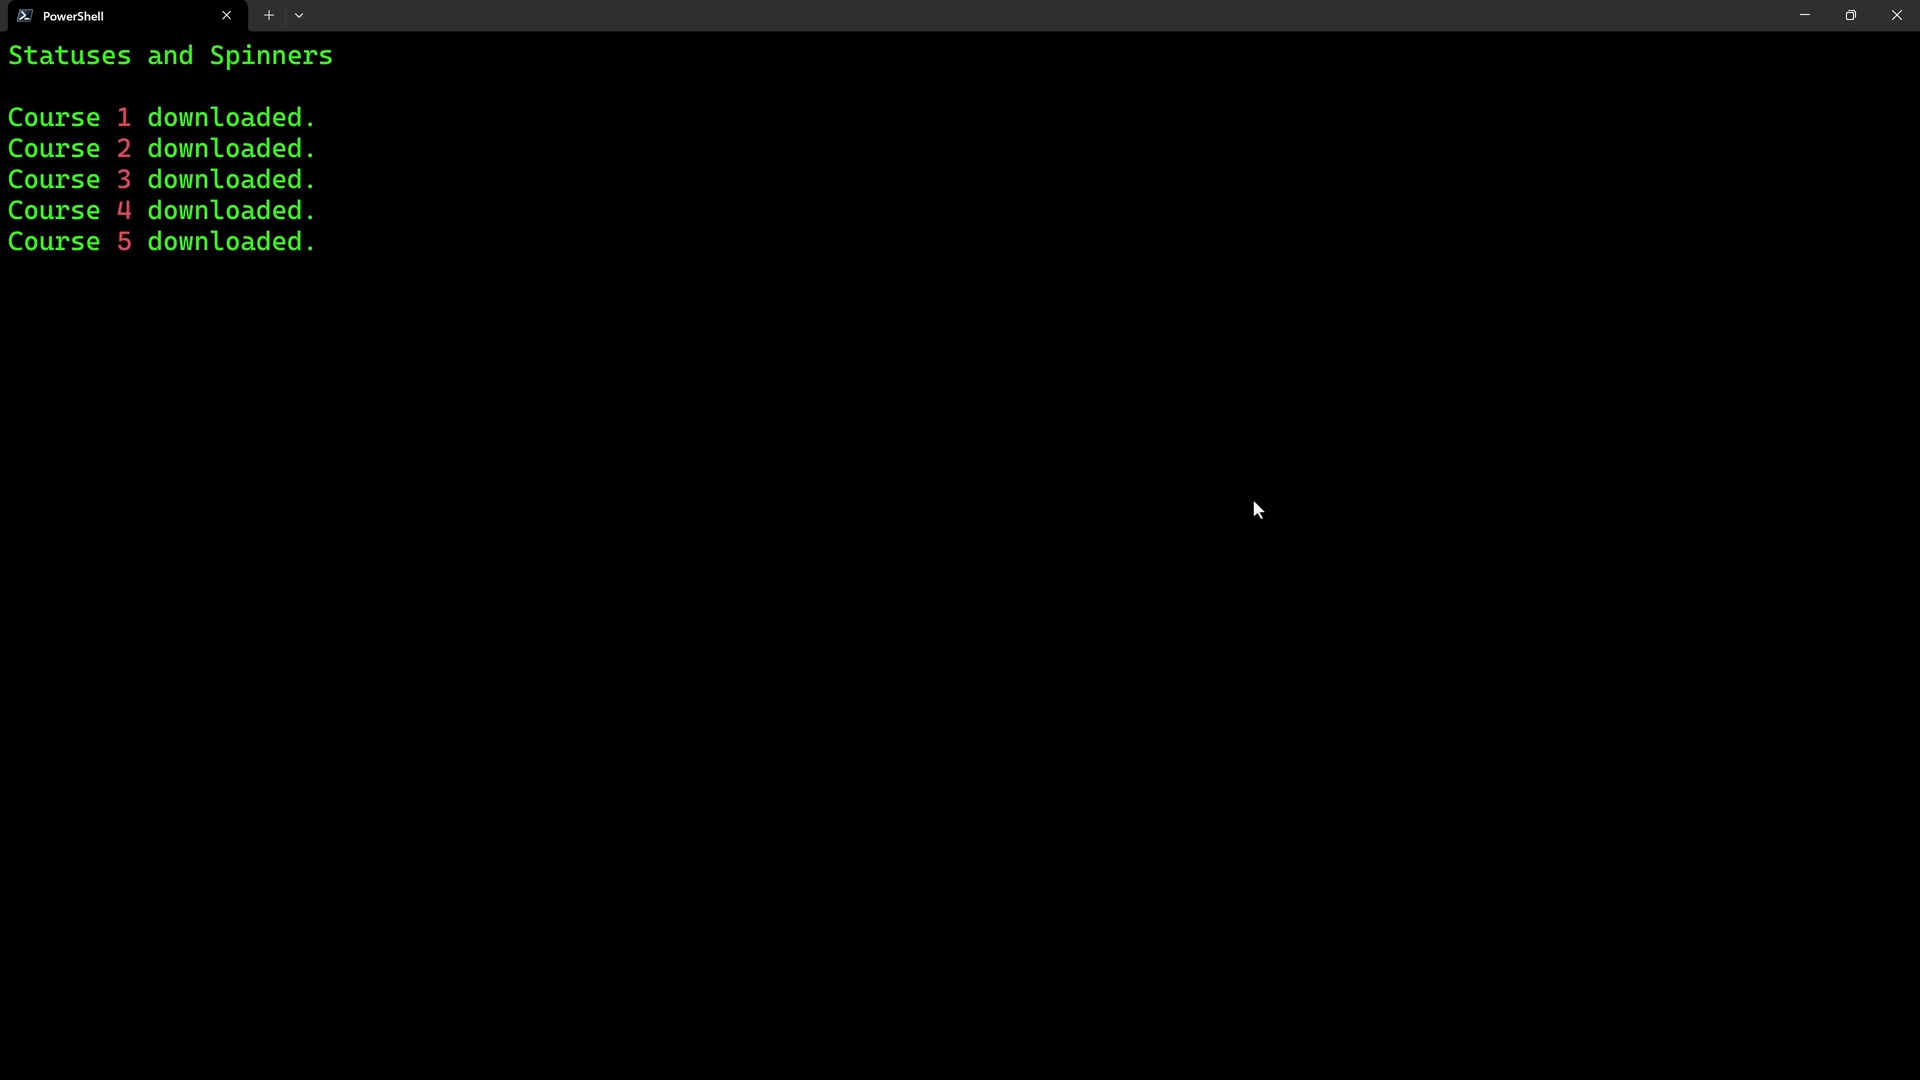 PowerShell
Statuses and Spinners
Course 1 downloaded.
Course 2 downloaded.
Course 3 downloaded.
Course 4 downloaded.
Course 5 downloaded.